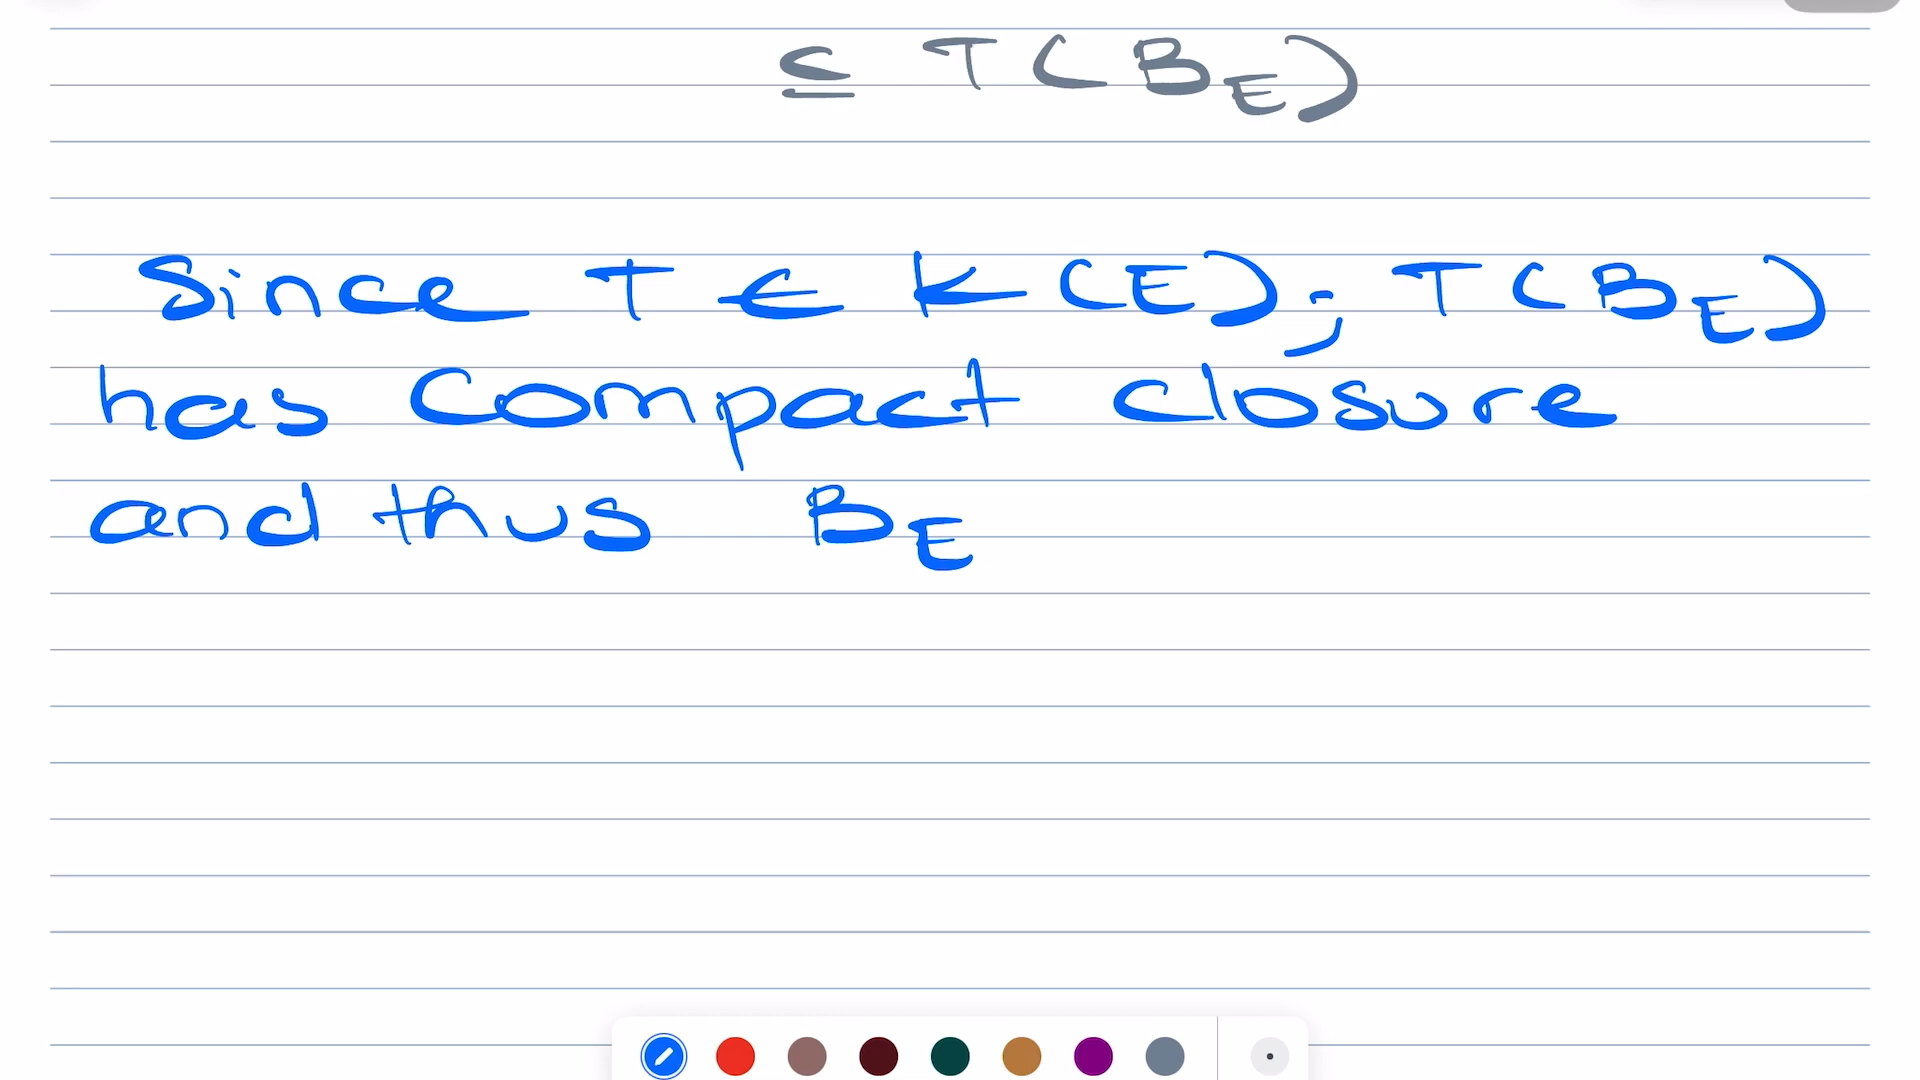 ⊆ T(B_E)
Since T ∈ K(E); T(B_E)
has compact closure
and thus B_E